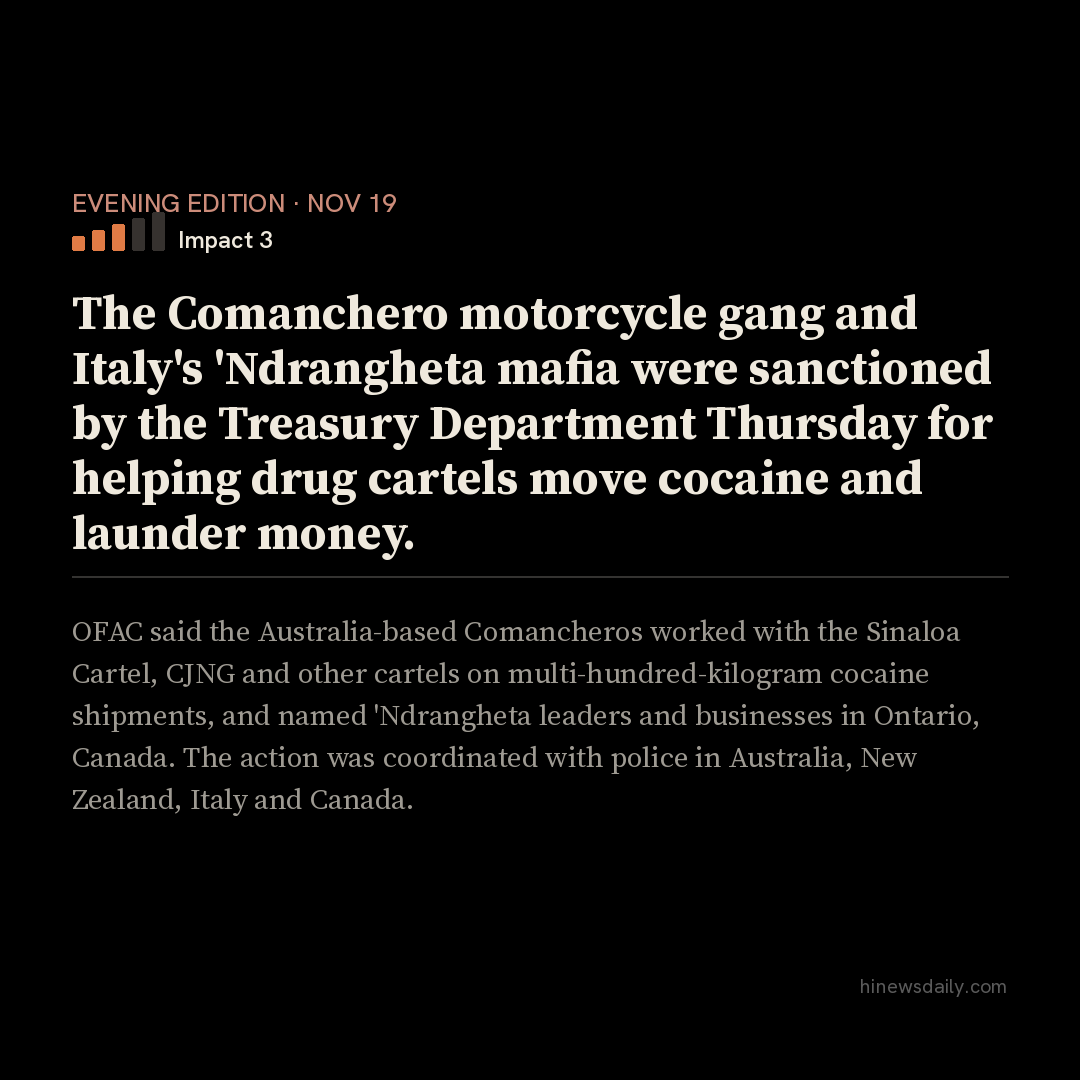 EVENING EDITION · NOV 19
Impact 3
The Comanchero motorcycle gang and
Italy's 'Ndrangheta mafia were sanctioned
by the Treasury Department Thursday for
helping drug cartels move cocaine and
launder money.
OFAC said the Australia-based Comancheros worked with the Sinaloa
Cartel, CJNG and other cartels on multi-hundred-kilogram cocaine
shipments, and named 'Ndrangheta leaders and businesses in Ontario,
Canada. The action was coordinated with police in Australia, New
Zealand, Italy and Canada.
hinewsdaily.com